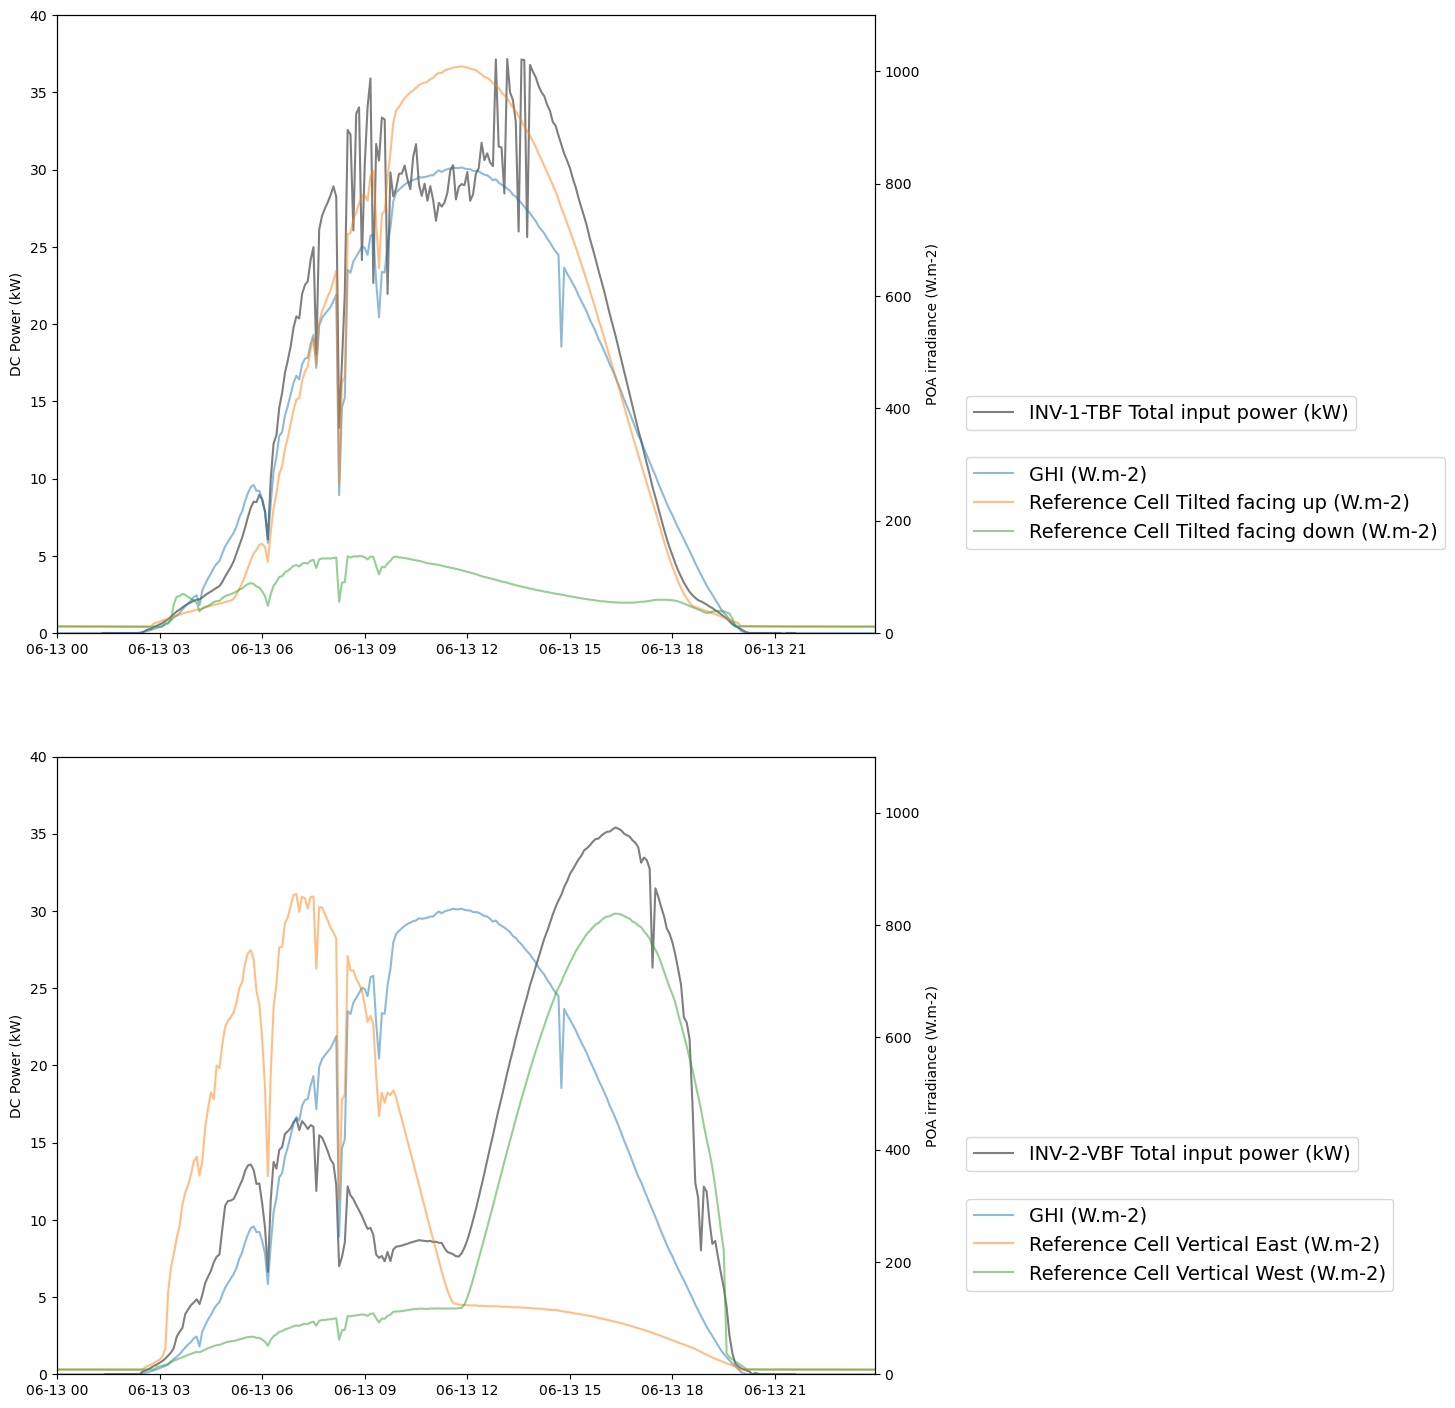 40
35
30
25
20
15
10
5
0
DC Power (kW)
1000
800
600
400
200
0
POA irradiance (W.m-2)
06-13 00 06-13 03 06-13 06 06-13 09 06-13 12 06-13 15 06-13 18 06-13 21
INV-1-TBF Total input power (kW)
GHI (W.m-2)
Reference Cell Tilted facing up (W.m-2)
Reference Cell Tilted facing down (W.m-2)
40
35
30
25
20
15
10
5
0
DC Power (kW)
1000
800
600
400
200
0
POA irradiance (W.m-2)
06-13 00 06-13 03 06-13 06 06-13 09 06-13 12 06-13 15 06-13 18 06-13 21
INV-2-VBF Total input power (kW)
GHI (W.m-2)
Reference Cell Vertical East (W.m-2)
Reference Cell Vertical West (W.m-2)